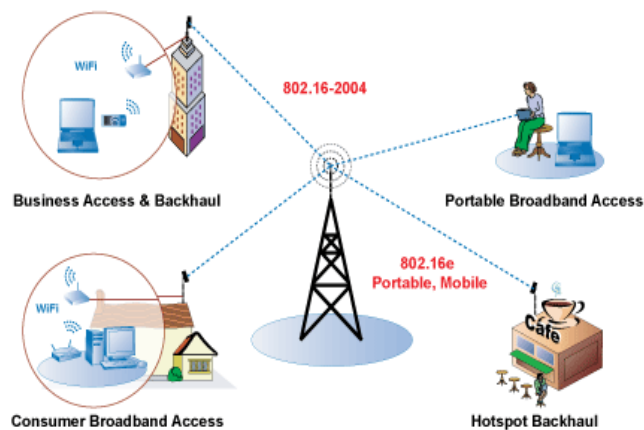 WiFi
802.16-2004
Business Access & Backhaul
Portable Broadband Access
802.16e
Portable, Mobile
WiFi
Cafe
Consumer Broadband Access
Hotspot Backhaul